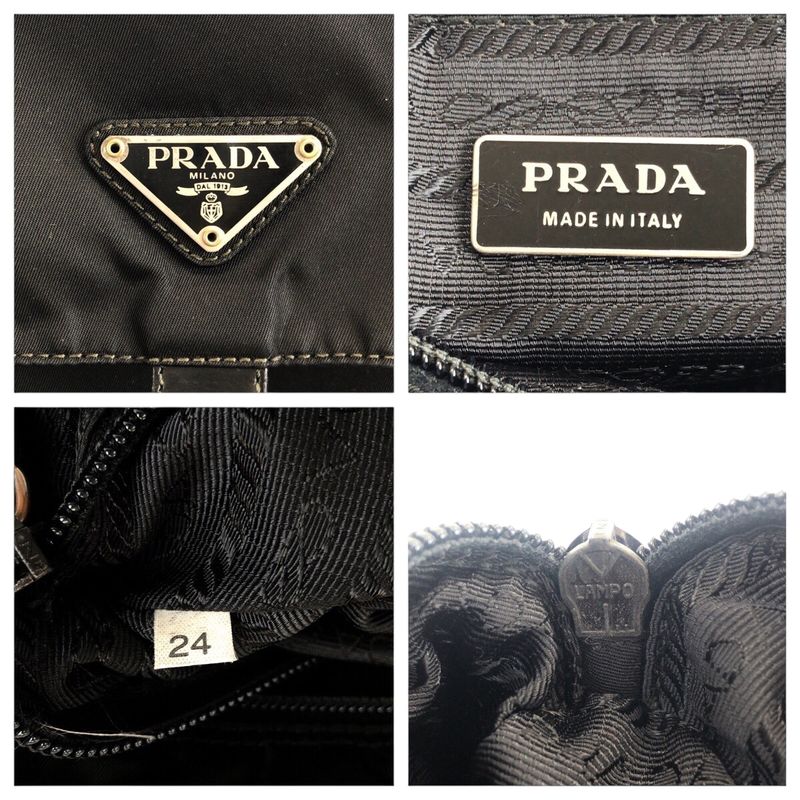 PRADA
MILANO
DAL 1913
PRADA
MADE IN ITALY
24
LAMPO